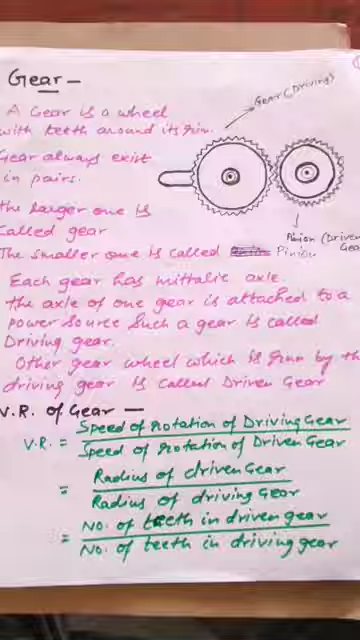 Gear —
Gear (Driving)
A Gear is a wheel
with teeth around its rim.
Gear always exist
in pairs.
The larger one is
called gear
Pinion (Driven
Gear
The smaller one is called Pinion
Each gear has mittalic axle.
The axle of one gear is attached to a
power source such a gear is called
Driving gear.
Other gear wheel which is run by th
driving gear is called Driven Gear
V.R. of Gear —
V.R. = Speed of rotation of Driving Gear
Speed of rotation of Driven Gear
= Radius of driven Gear
Radius of driving Gear
= No. of teeth in driven gear
No. of teeth in driving gear